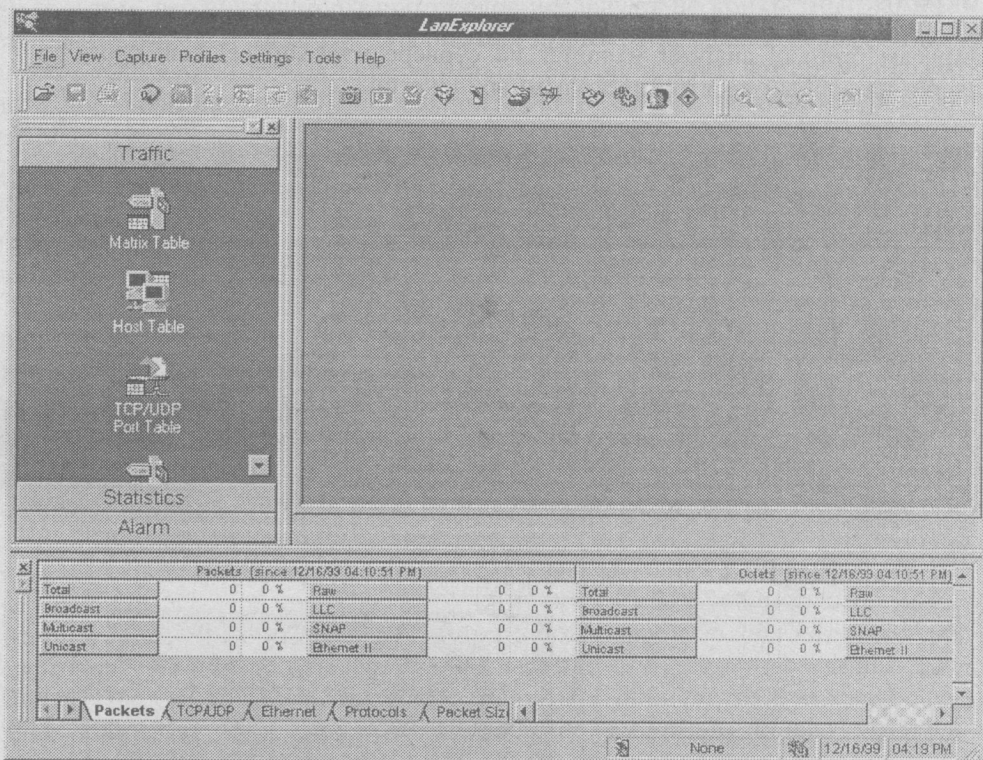 LanExplorer
File View Capture Profiles Settings Tools Help
Traffic
Matrix Table
Host Table
TCP/UDP
Port Table
Statistics
Alarm
Packets (since 12/16/99 04:10:51 PM) Octets (since 12/16/99 04:10:51 PM)
Total 0 0 % Raw 0 0 % Total 0 0 % Raw
Broadcast 0 0 % LLC 0 0 % Broadcast 0 0 % LLC
Multicast 0 0 % SNAP 0 0 % Multicast 0 0 % SNAP
Unicast 0 0 % Ethernet II 0 0 % Unicast 0 0 % Ethernet II
Packets TCP/UDP Ethernet Protocols Packet Siz
None 12/16/99 04:19 PM